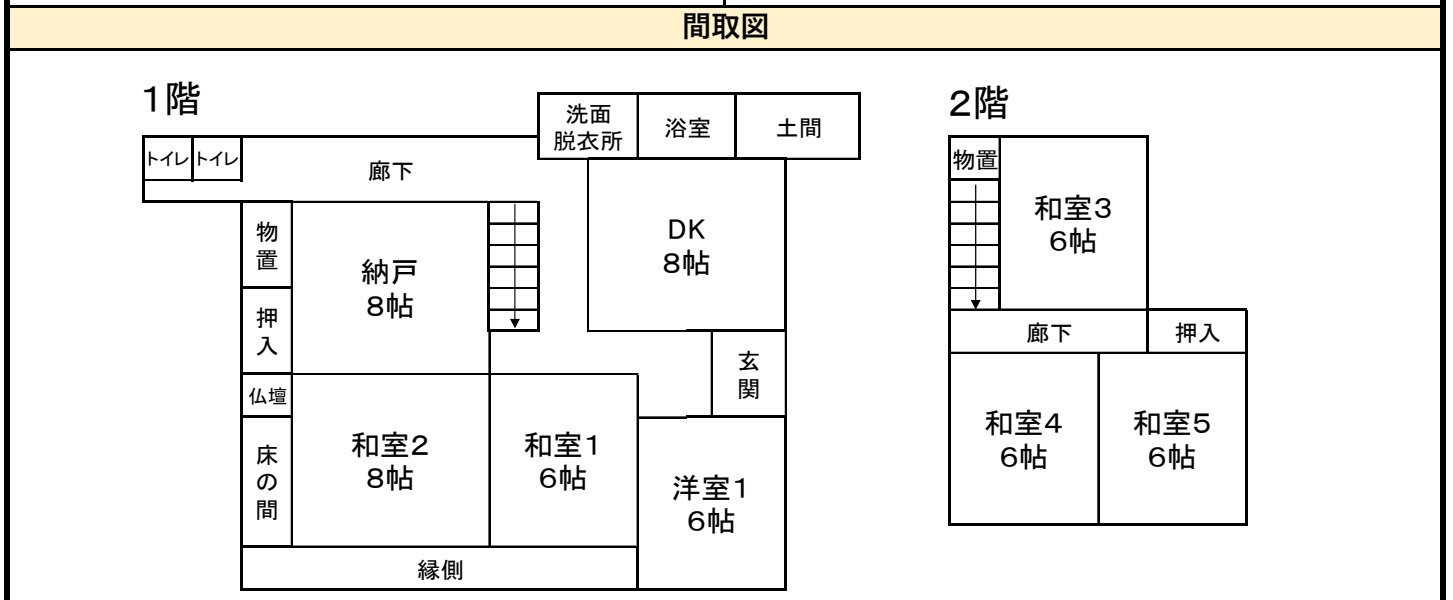 間取図
1階
洗面
脱衣所
浴室
土間
トイレ
トイレ
廊下
物
置
納戸
8帖
DK
8帖
押
入
玄
関
仏壇
和室2
8帖
和室1
6帖
床
の
間
洋室1
6帖
縁側
2階
物置
和室3
6帖
廊下
押入
和室4
6帖
和室5
6帖